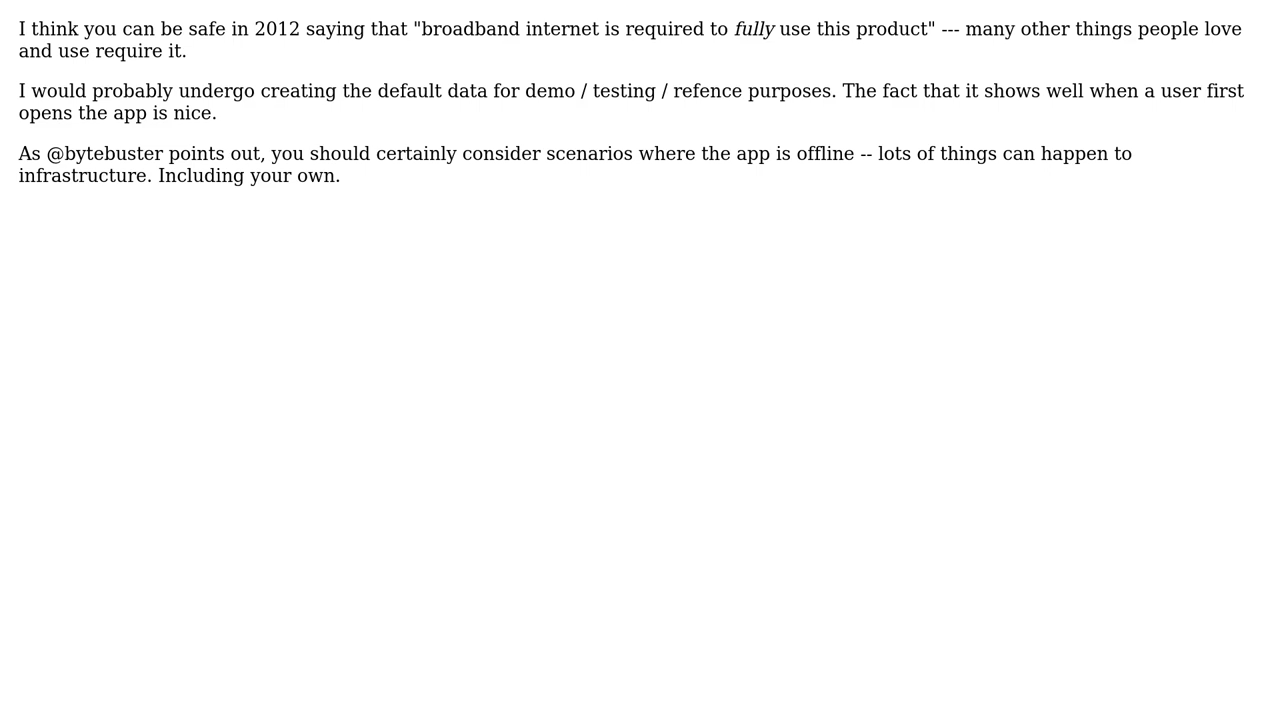 I think you can be safe in 2012 saying that "broadband internet is required to fully use this product" --- many other things people love
and use require it.
I would probably undergo creating the default data for demo / testing / refence purposes. The fact that it shows well when a user first
opens the app is nice.
As @bytebuster points out, you should certainly consider scenarios where the app is offline -- lots of things can happen to
infrastructure. Including your own.